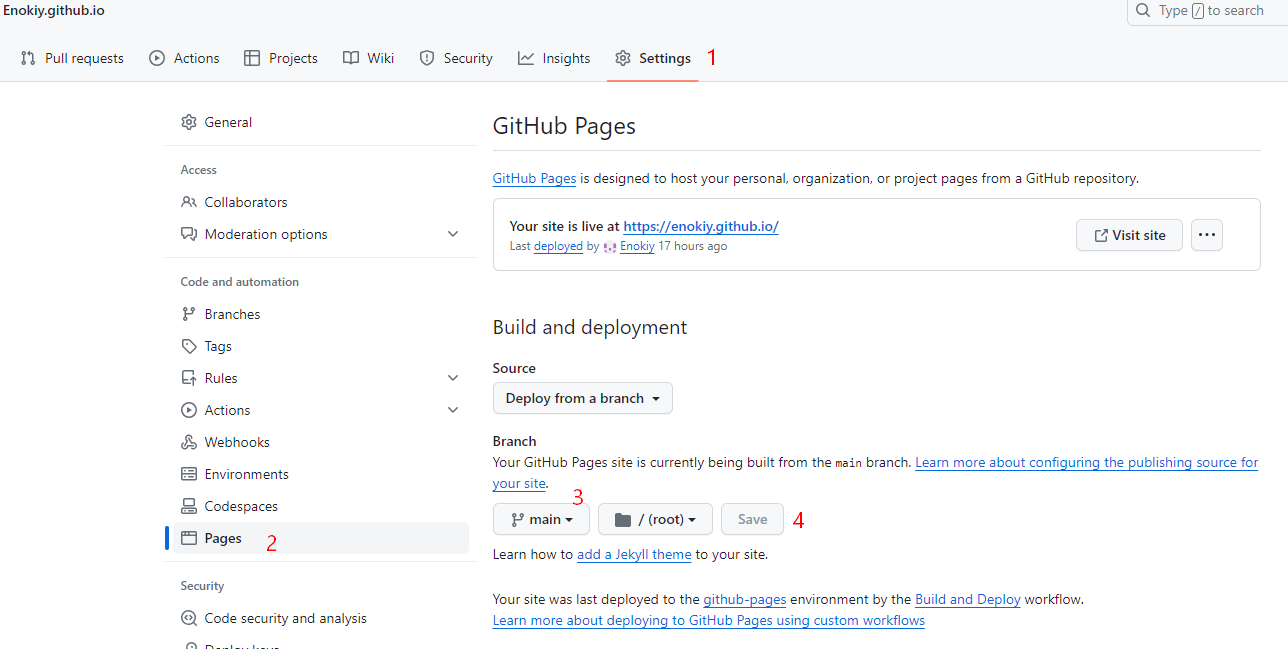 Enokiy.github.io
Type / to search
Pull requests Actions Projects Wiki Security Insights Settings 1
General
Access
Collaborators
Moderation options
Code and automation
Branches
Tags
Rules
Actions
Webhooks
Environments
Codespaces
Pages 2
Security
Code security and analysis
Deploy keys
GitHub Pages
GitHub Pages is designed to host your personal, organization, or project pages from a GitHub repository.
Your site is live at https://enokiy.github.io/
Last deployed by Enokiy 17 hours ago
Visit site
Build and deployment
Source
Deploy from a branch
Branch
Your GitHub Pages site is currently being built from the main branch. Learn more about configuring the publishing source for
your site.
3
main / (root) Save 4
Learn how to add a Jekyll theme to your site.
Your site was last deployed to the github-pages environment by the Build and Deploy workflow.
Learn more about deploying to GitHub Pages using custom workflows